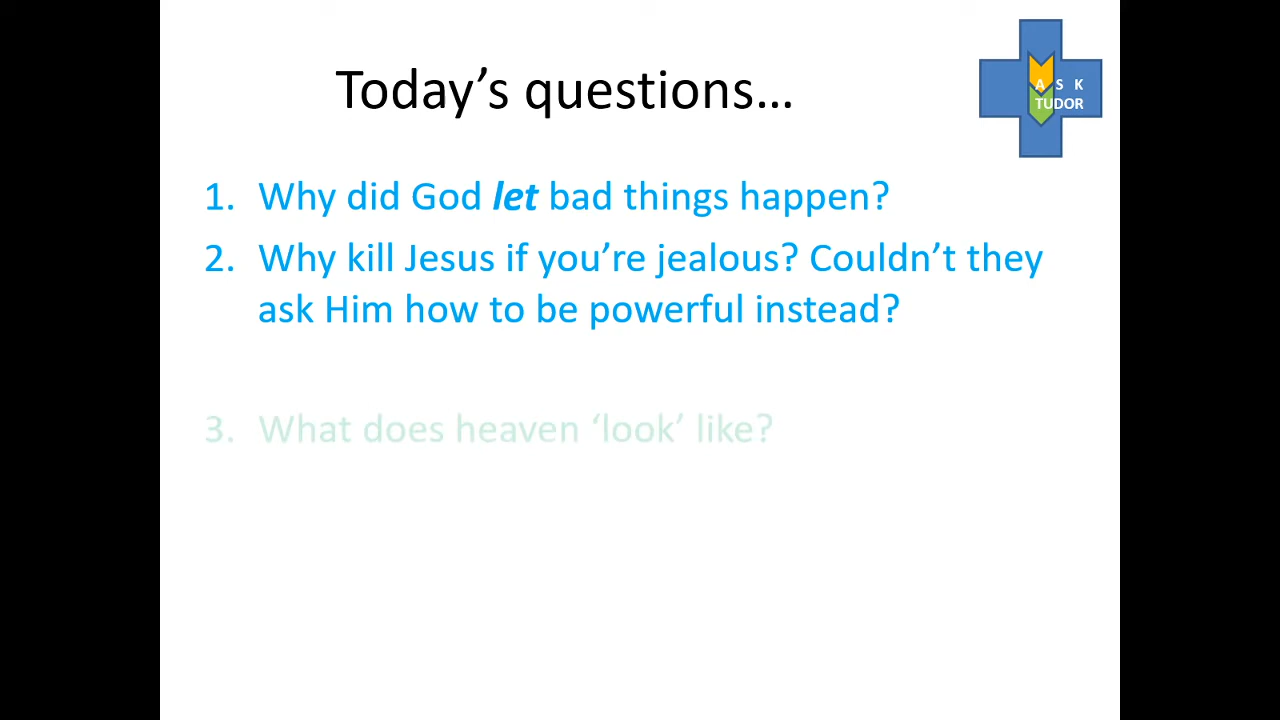 Today’s questions…
A S K
TUDOR
1. Why did God let bad things happen?
2. Why kill Jesus if you’re jealous? Couldn’t they
ask Him how to be powerful instead?
3. What does heaven ‘look’ like?